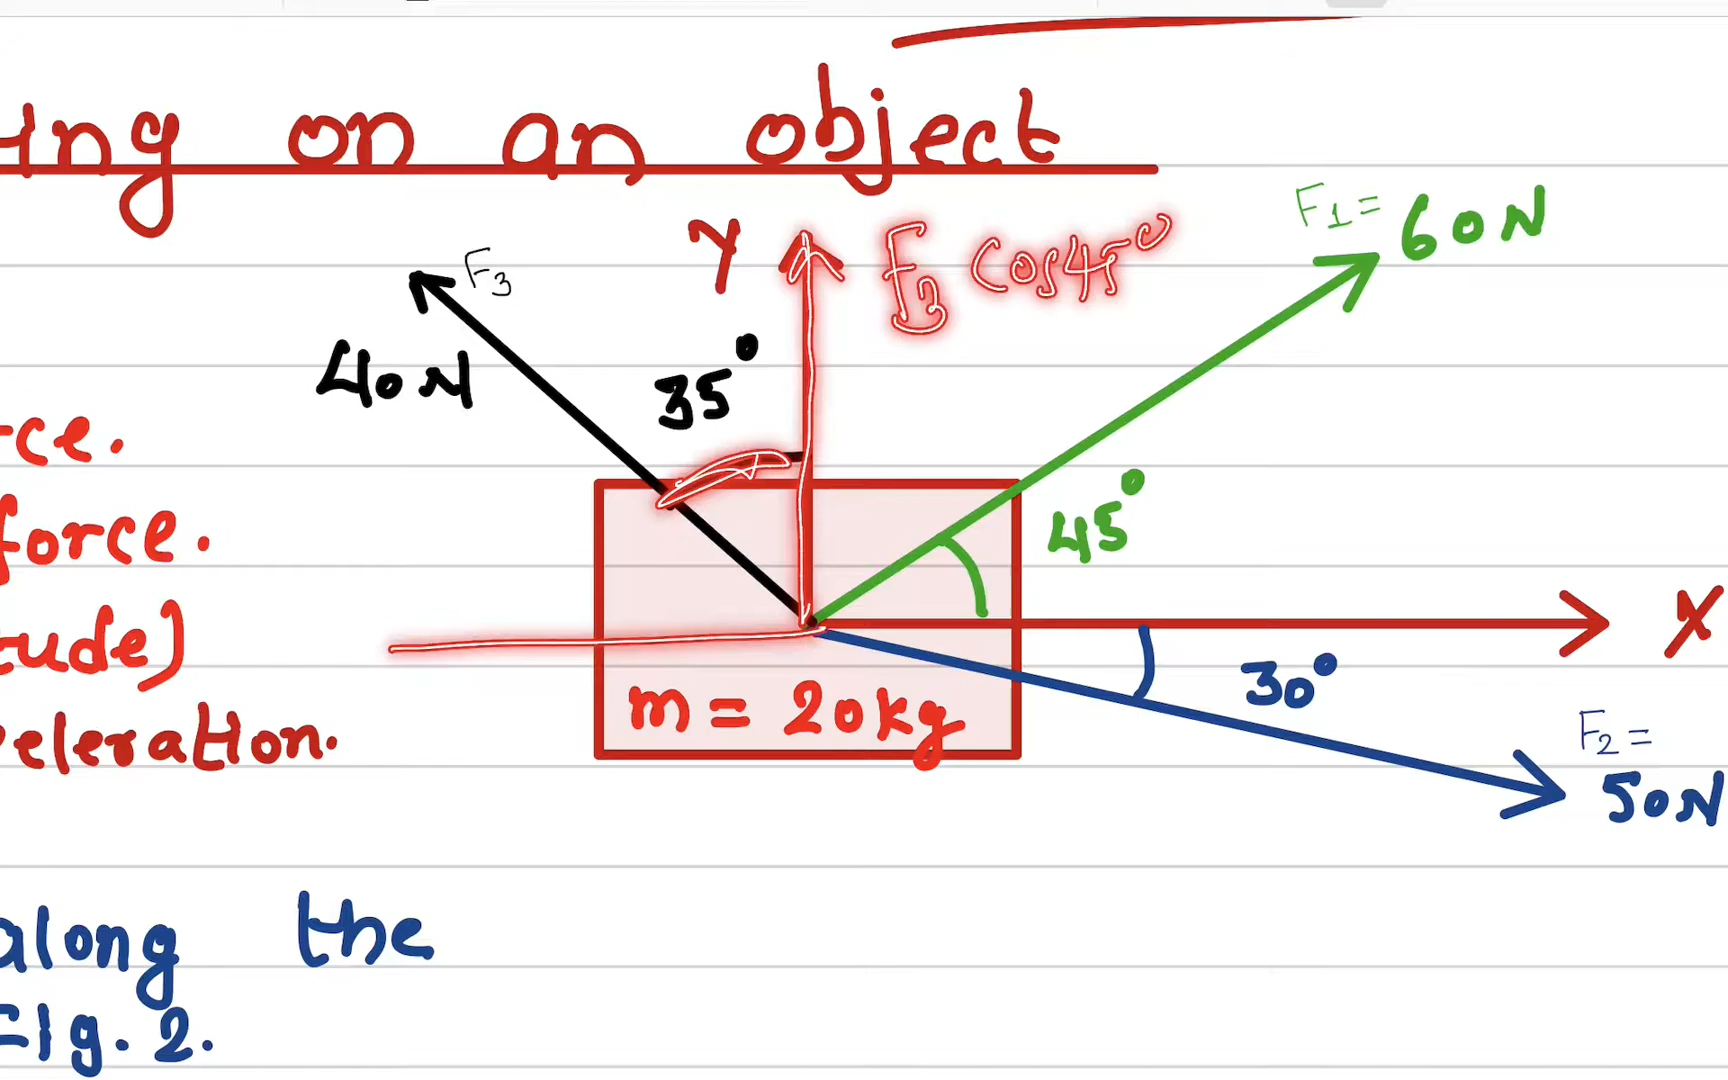 ing on an object
Y
F3 cos45°
F1 =
60N
F3
40N
35°
rce.
45°
force.
tude)
X
30°
m = 20kg
eleration.
F2 =
50N
along the
Fig. 2.